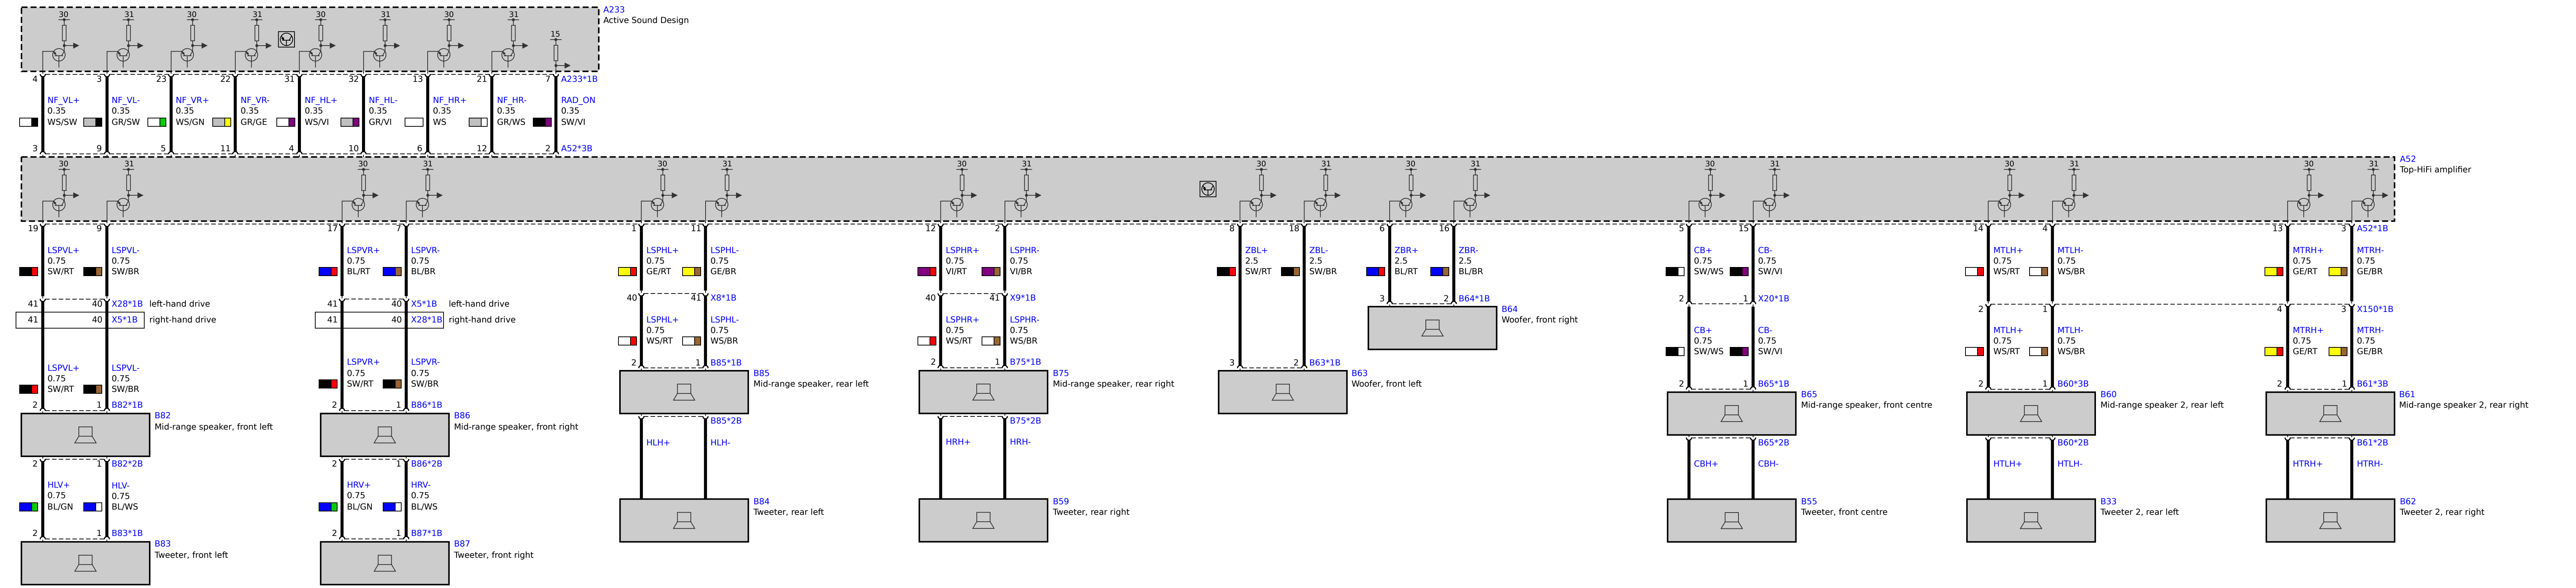 30 31 30 31 30 31 30 31 15 A233
Active Sound Design
4 3 23 22 31 32 13 21 7 A233*1B
NF_VL+ NF_VL- NF_VR+ NF_VR- NF_HL+ NF_HL- NF_HR+ NF_HR- RAD_ON
0.35 0.35 0.35 0.35 0.35 0.35 0.35 0.35 0.35
WS/SW GR/SW WS/GN GR/GE WS/VI GR/VI WS GR/WS SW/VI
3 9 5 11 4 10 6 12 2 A52*3B
30 31 30 31 30 31 30 31 30 31 30 31 30 31 30 31 30 31 A52
Top-HiFi amplifier
19 9 17 7 1 11 12 2 8 18 6 16 5 15 14 4 13 3 A52*1B
LSPVL+ LSPVL- LSPVR+ LSPVR- LSPHL+ LSPHL- LSPHR+ LSPHR- ZBL+ ZBL- ZBR+ ZBR- CB+ CB- MTLH+ MTLH- MTRH+ MTRH-
0.75 0.75 0.75 0.75 0.75 0.75 0.75 0.75 2.5 2.5 2.5 2.5 0.75 0.75 0.75 0.75 0.75 0.75
SW/RT SW/BR BL/RT BL/BR GE/RT GE/BR VI/RT VI/BR SW/RT SW/BR BL/RT BL/BR SW/WS SW/VI WS/RT WS/BR GE/RT GE/BR
40 41 X8*1B 40 41 X9*1B 3 2 B64*1B 2 1 X20*1B
41 40 X28*1B left-hand drive 41 40 X5*1B left-hand drive
41 40 X5*1B right-hand drive 41 40 X28*1B right-hand drive
2 1 4 3 X150*1B
B64
Woofer, front right
LSPHL+ LSPHL- LSPHR+ LSPHR-
0.75 0.75 0.75 0.75
WS/RT WS/BR WS/RT WS/BR
CB+ CB- MTLH+ MTLH- MTRH+ MTRH-
0.75 0.75 0.75 0.75 0.75 0.75
SW/WS SW/VI WS/RT WS/BR GE/RT GE/BR
2 1 B85*1B 2 1 B75*1B 3 2 B63*1B
LSPVL+ LSPVL- LSPVR+ LSPVR-
0.75 0.75 0.75 0.75
SW/RT SW/BR SW/RT SW/BR
B85 B75 B63
Mid-range speaker, rear left Mid-range speaker, rear right Woofer, front left
2 1 B65*1B 2 1 B60*3B 2 1 B61*3B
B65 B60 B61
Mid-range speaker, front centre Mid-range speaker 2, rear left Mid-range speaker 2, rear right
2 1 B82*1B 2 1 B86*1B
B82 B86
Mid-range speaker, front left Mid-range speaker, front right
B85*2B B75*2B
HLH+ HLH- HRH+ HRH-
B65*2B B60*2B B61*2B
CBH+ CBH- HTLH+ HTLH- HTRH+ HTRH-
2 1 B82*2B 2 1 B86*2B
HLV+ HLV- HRV+ HRV-
0.75 0.75 0.75 0.75
BL/GN BL/WS BL/GN BL/WS
B84 B59 B55 B33 B62
Tweeter, rear left Tweeter, rear right Tweeter, front centre Tweeter 2, rear left Tweeter 2, rear right
2 1 B83*1B 2 1 B87*1B
B83 B87
Tweeter, front left Tweeter, front right